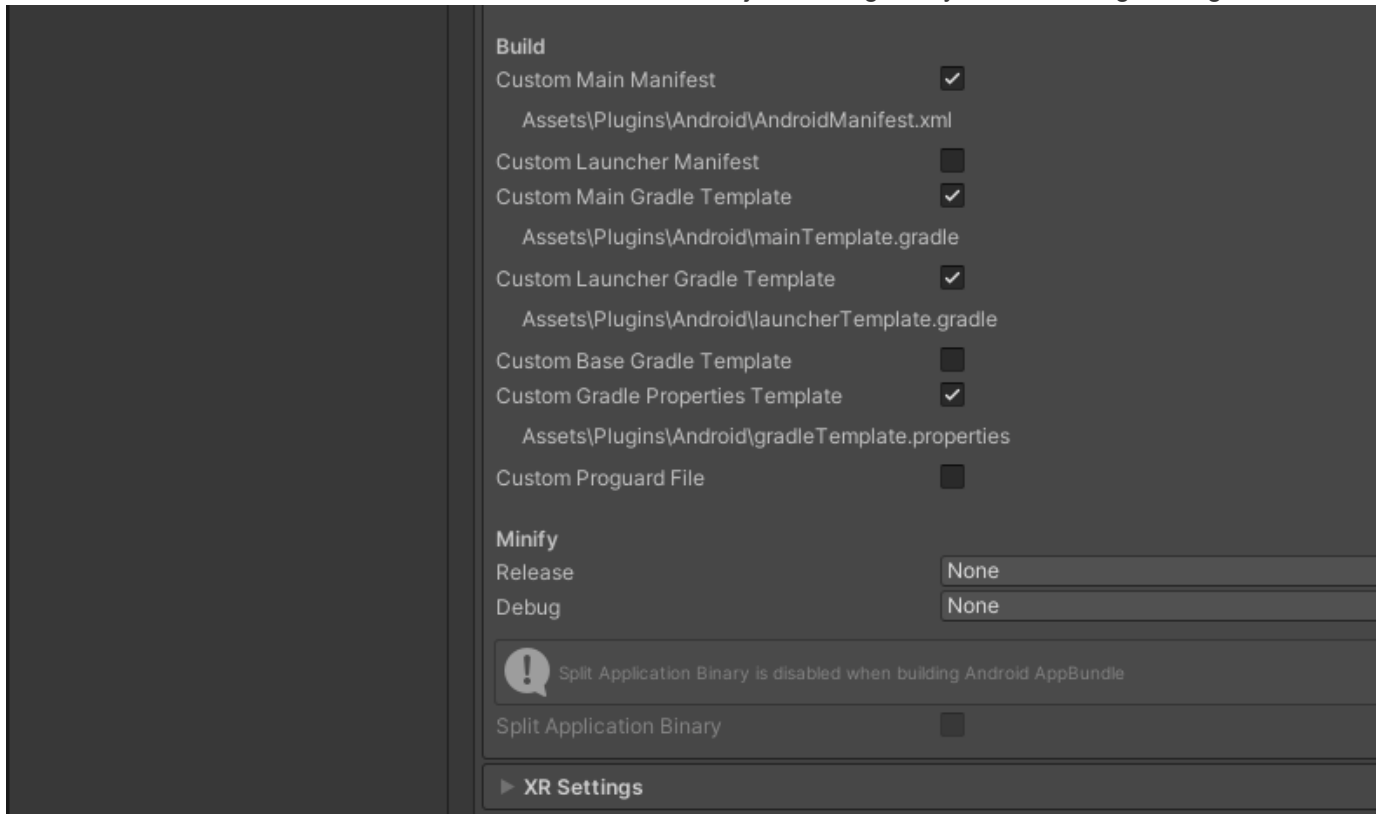 Build
Custom Main Manifest
Assets\Plugins\Android\AndroidManifest.xml
Custom Launcher Manifest
Custom Main Gradle Template
Assets\Plugins\Android\mainTemplate.gradle
Custom Launcher Gradle Template
Assets\Plugins\Android\launcherTemplate.gradle
Custom Base Gradle Template
Custom Gradle Properties Template
Assets\Plugins\Android\gradleTemplate.properties
Custom Proguard File
Minify
Release None
Debug None
Split Application Binary is disabled when building Android AppBundle
Split Application Binary
XR Settings